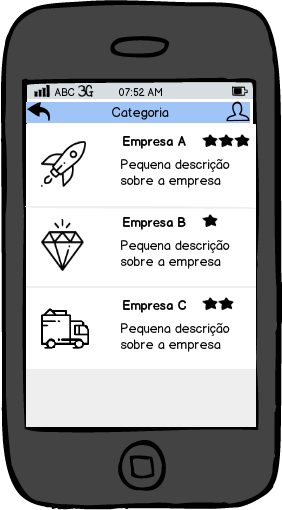 ABC 3G 07:52 AM
Categoria
Empresa A
Pequena descrição
sobre a empresa
Empresa B
Pequena descrição
sobre a empresa
Empresa C
Pequena descrição
sobre a empresa